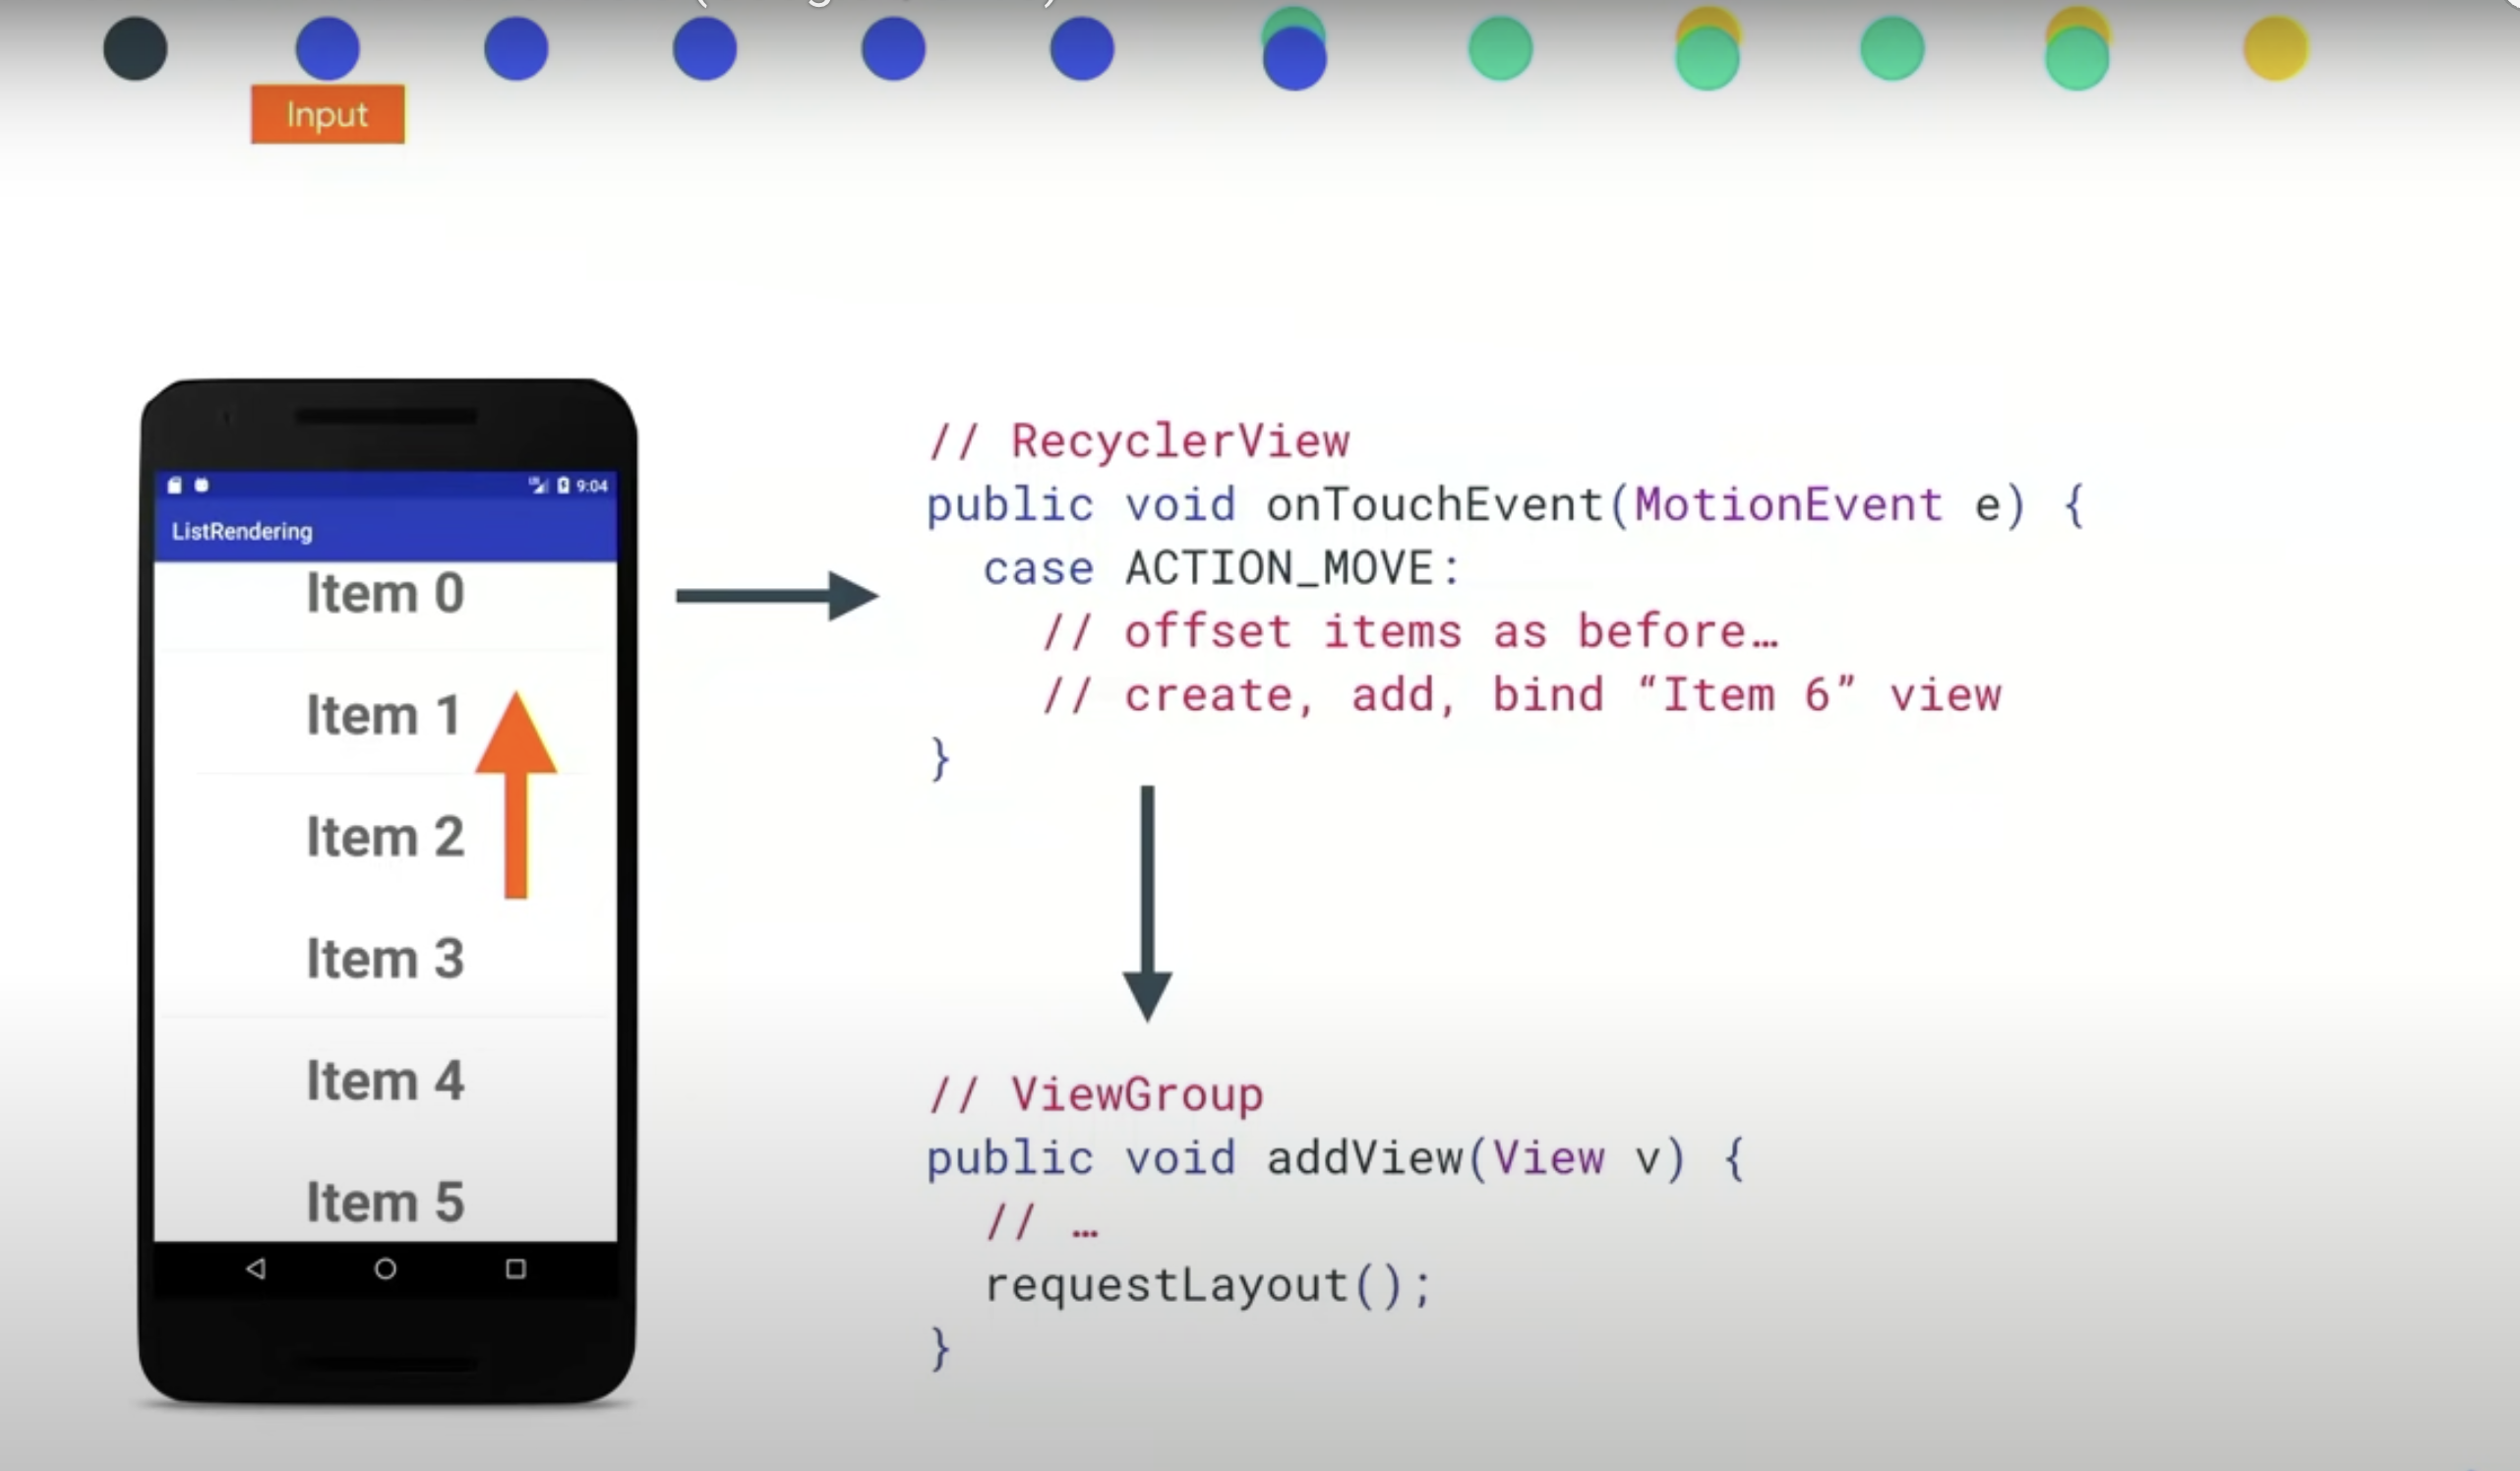 Input
9:04
ListRendering
Item 0
Item 1
Item 2
Item 3
Item 4
Item 5
// RecyclerView
public void onTouchEvent(MotionEvent e) {
case ACTION_MOVE:
// offset items as before…
// create, add, bind “Item 6” view
}
// ViewGroup
public void addView(View v) {
// …
requestLayout();
}